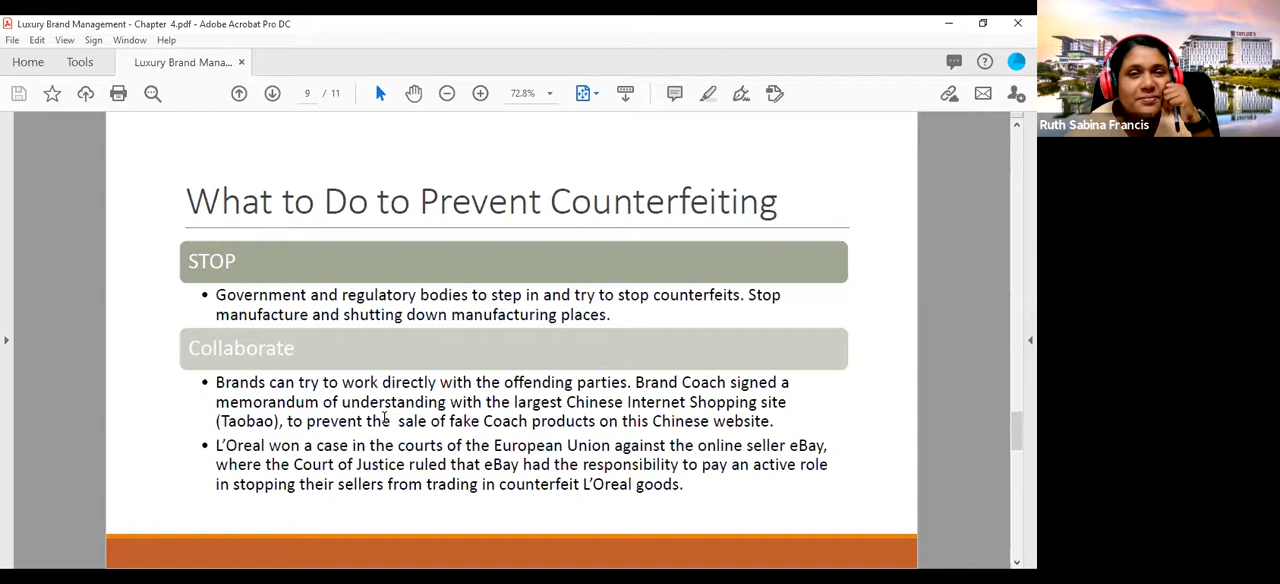 Luxury Brand Management - Chapter 4.pdf - Adobe Acrobat Pro DC
File Edit View Sign Window Help
Home Tools Luxury Brand Mana... ×
9 / 11 72.8%
Ruth Sabina Francis
What to Do to Prevent Counterfeiting
STOP
• Government and regulatory bodies to step in and try to stop counterfeits. Stop
manufacture and shutting down manufacturing places.
Collaborate
• Brands can try to work directly with the offending parties. Brand Coach signed a
memorandum of understanding with the largest Chinese Internet Shopping site
(Taobao), to prevent the sale of fake Coach products on this Chinese website.
• L’Oreal won a case in the courts of the European Union against the online seller eBay,
where the Court of Justice ruled that eBay had the responsibility to pay an active role
in stopping their sellers from trading in counterfeit L’Oreal goods.